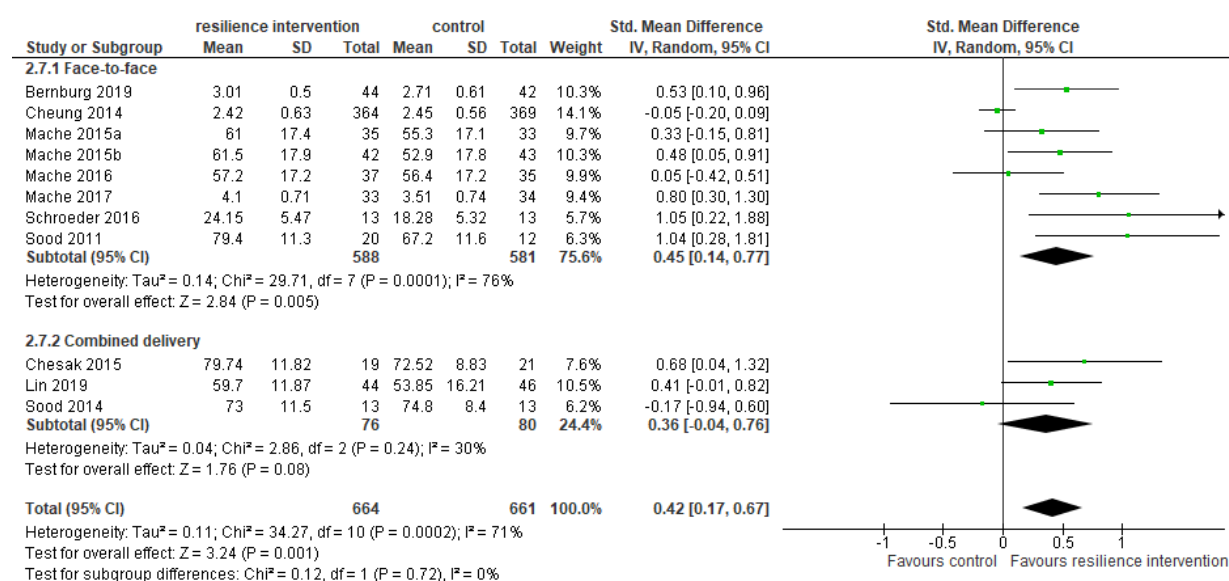 resilience intervention control Std. Mean Difference Std. Mean Difference
Study or Subgroup Mean SD Total Mean SD Total Weight IV, Random, 95% CI IV, Random, 95% CI
2.7.1 Face-to-face
Bernburg 2019 3.01 0.5 44 2.71 0.61 42 10.3% 0.53 [0.10, 0.96]
Cheung 2014 2.42 0.63 364 2.45 0.56 369 14.1% -0.05 [-0.20, 0.09]
Mache 2015a 61 17.4 35 55.3 17.1 33 9.7% 0.33 [-0.15, 0.81]
Mache 2015b 61.5 17.9 42 52.9 17.8 43 10.3% 0.48 [0.05, 0.91]
Mache 2016 57.2 17.2 37 56.4 17.2 35 9.9% 0.05 [-0.42, 0.51]
Mache 2017 4.1 0.71 33 3.51 0.74 34 9.4% 0.80 [0.30, 1.30]
Schroeder 2016 24.15 5.47 13 18.28 5.32 13 5.7% 1.05 [0.22, 1.88]
Sood 2011 79.4 11.3 20 67.2 11.6 12 6.3% 1.04 [0.28, 1.81]
Subtotal (95% CI) 588 581 75.6% 0.45 [0.14, 0.77]
Heterogeneity: Tau² = 0.14; Chi² = 29.71, df = 7 (P = 0.0001); I² = 76%
Test for overall effect: Z = 2.84 (P = 0.005)
2.7.2 Combined delivery
Chesak 2015 79.74 11.82 19 72.52 8.83 21 7.6% 0.68 [0.04, 1.32]
Lin 2019 59.7 11.87 44 53.85 16.21 46 10.5% 0.41 [-0.01, 0.82]
Sood 2014 73 11.5 13 74.8 8.4 13 6.2% -0.17 [-0.94, 0.60]
Subtotal (95% CI) 76 80 24.4% 0.36 [-0.04, 0.76]
Heterogeneity: Tau² = 0.04; Chi² = 2.86, df = 2 (P = 0.24); I² = 30%
Test for overall effect: Z = 1.76 (P = 0.08)
Total (95% CI) 664 661 100.0% 0.42 [0.17, 0.67]
Heterogeneity: Tau² = 0.11; Chi² = 34.27, df = 10 (P = 0.0002); I² = 71%
Test for overall effect: Z = 3.24 (P = 0.001)
Test for subgroup differences: Chi² = 0.12, df = 1 (P = 0.72), I² = 0%
-1 -0.5 0 0.5 1
Favours control Favours resilience intervention